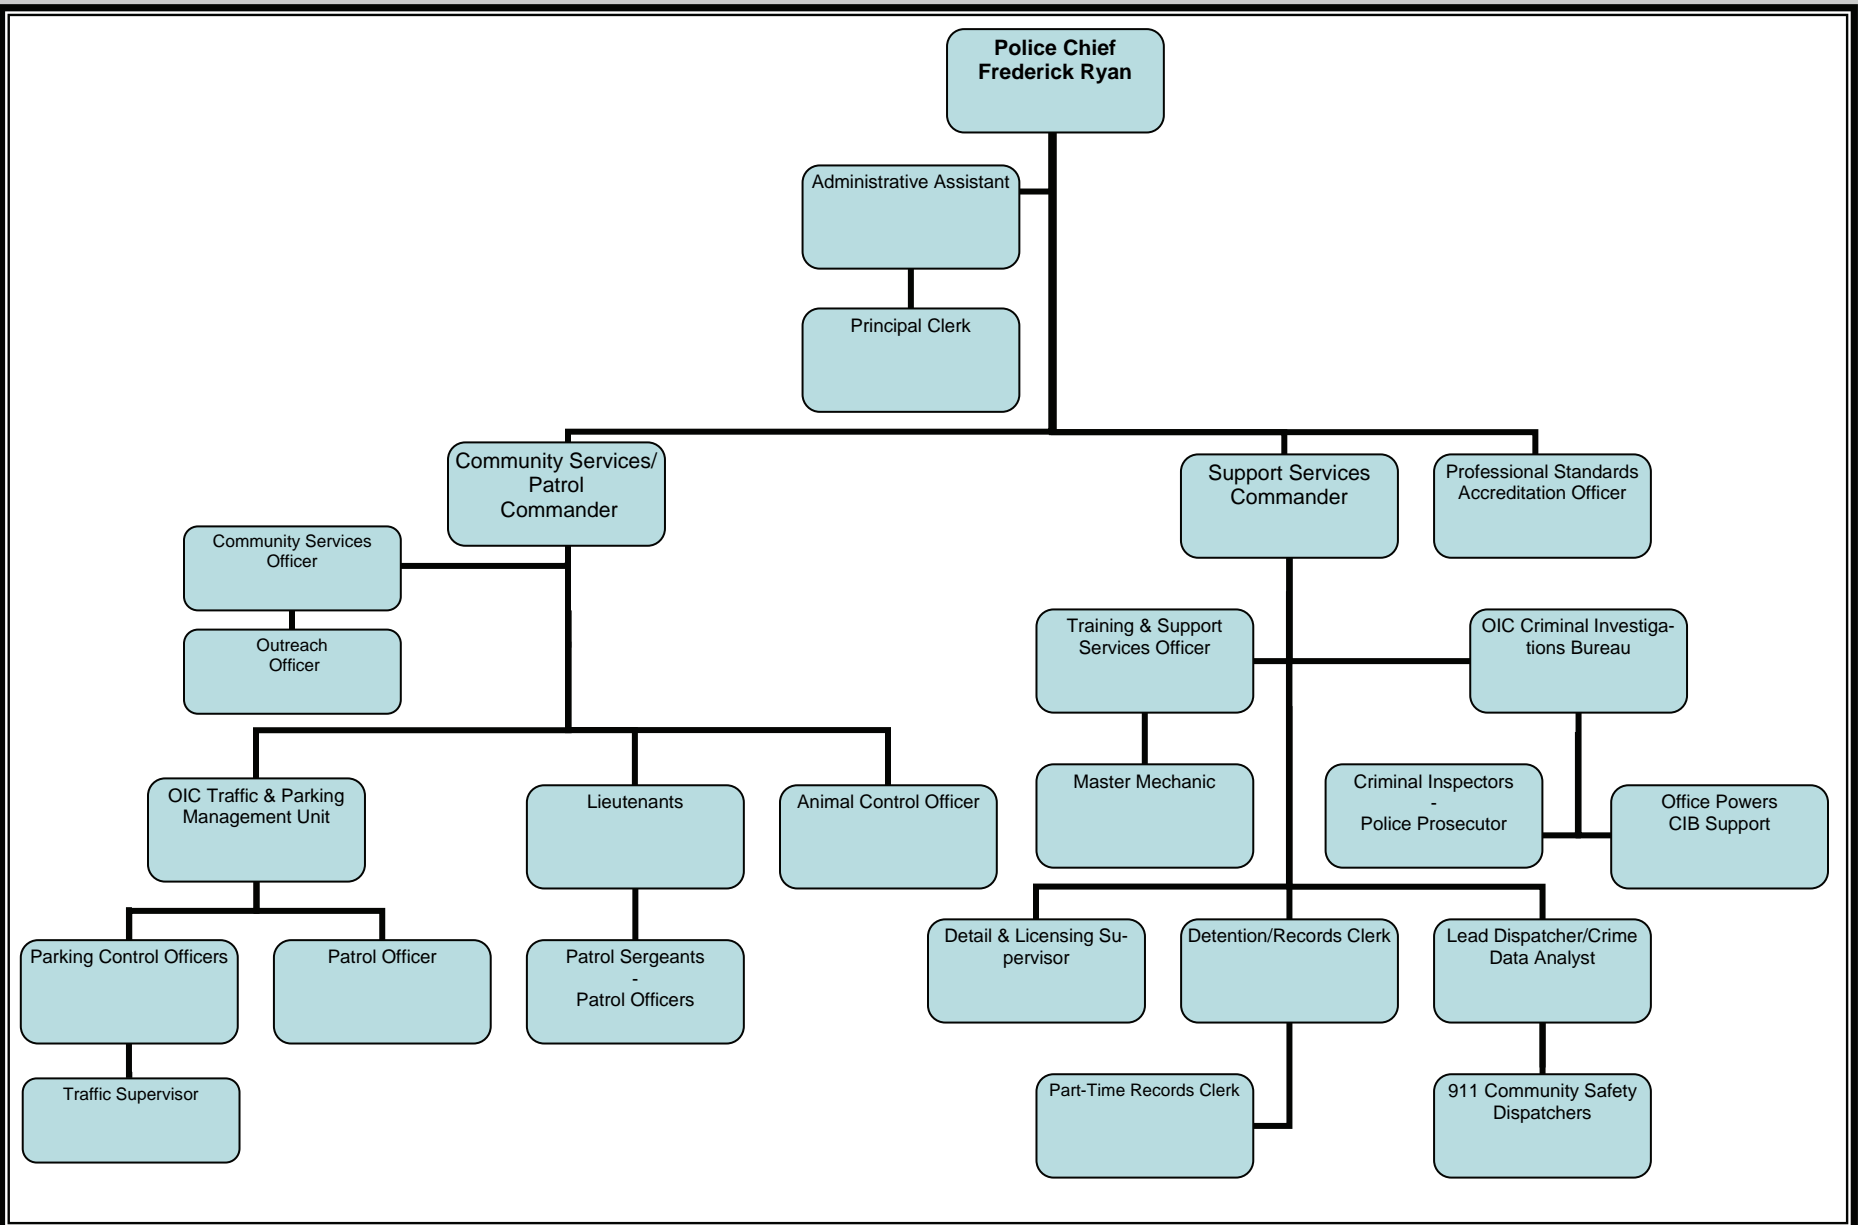 Police Chief
Frederick Ryan
Administrative Assistant
Principal Clerk
Community Services/
Patrol
Commander
Support Services
Commander
Professional Standards
Accreditation Officer
Community Services
Officer
Outreach
Officer
Training & Support
Services Officer
OIC Criminal Investiga-
tions Bureau
OIC Traffic & Parking
Management Unit
Lieutenants
Animal Control Officer
Master Mechanic
Criminal Inspectors
-
Police Prosecutor
Office Powers
CIB Support
Parking Control Officers
Patrol Officer
Patrol Sergeants
-
Patrol Officers
Detail & Licensing Su-
pervisor
Detention/Records Clerk
Lead Dispatcher/Crime
Data Analyst
Traffic Supervisor
Part-Time Records Clerk
911 Community Safety
Dispatchers